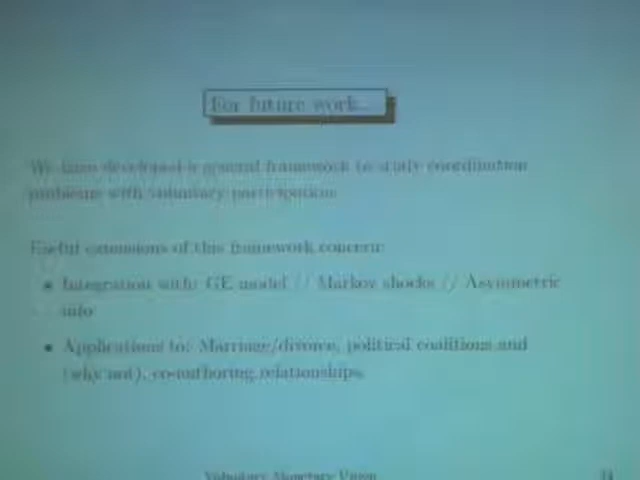 For future work...
We have developed a general framework to study coordination
problems with voluntary participation.
Useful extensions of this framework concern:
• Integration with: GE model // Markov shocks // Asymmetric
info
• Applications to: Marriage/divorce, political coalitions and
(why not), co-authoring relationships.
Voluntary Monetary Union